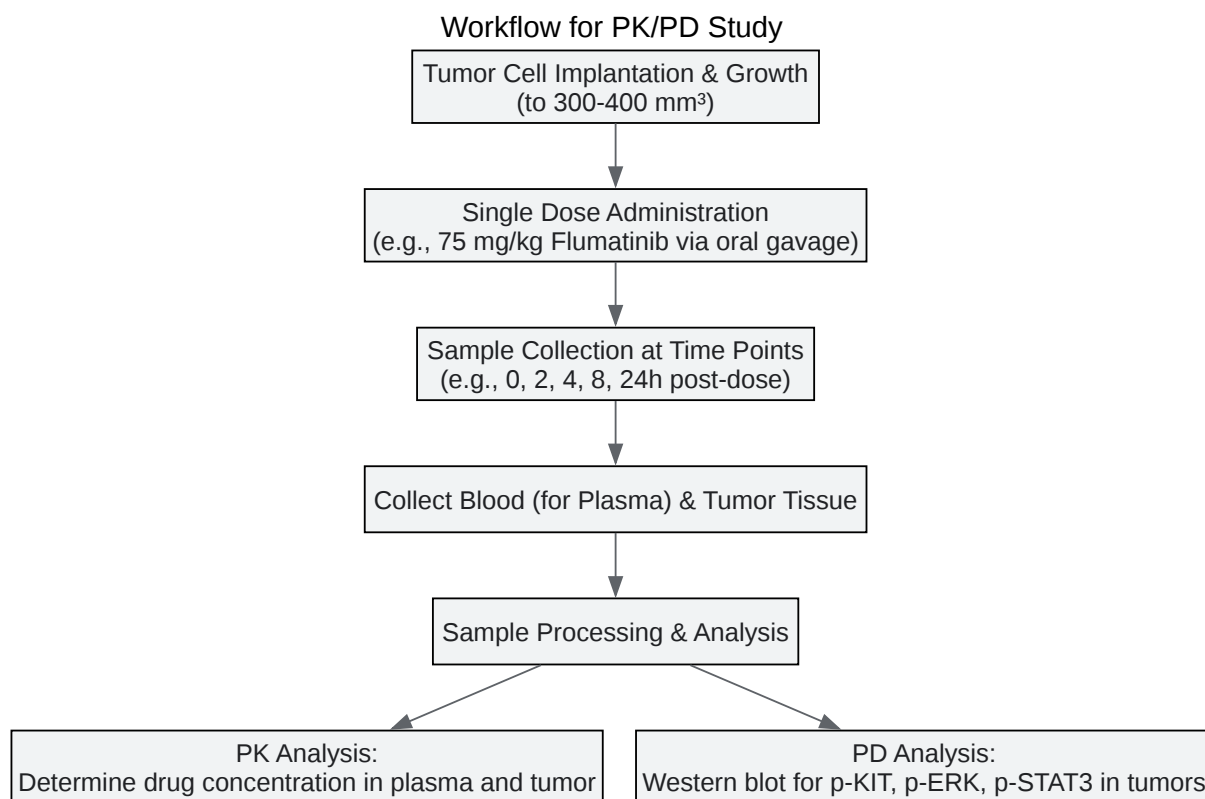 Workflow for PK/PD Study
Tumor Cell Implantation & Growth
(to 300-400 mm³)
Single Dose Administration
(e.g., 75 mg/kg Flumatinib via oral gavage)
Sample Collection at Time Points
(e.g., 0, 2, 4, 8, 24h post-dose)
Collect Blood (for Plasma) & Tumor Tissue
Sample Processing & Analysis
PK Analysis:
Determine drug concentration in plasma and tumor
PD Analysis:
Western blot for p-KIT, p-ERK, p-STAT3 in tumors